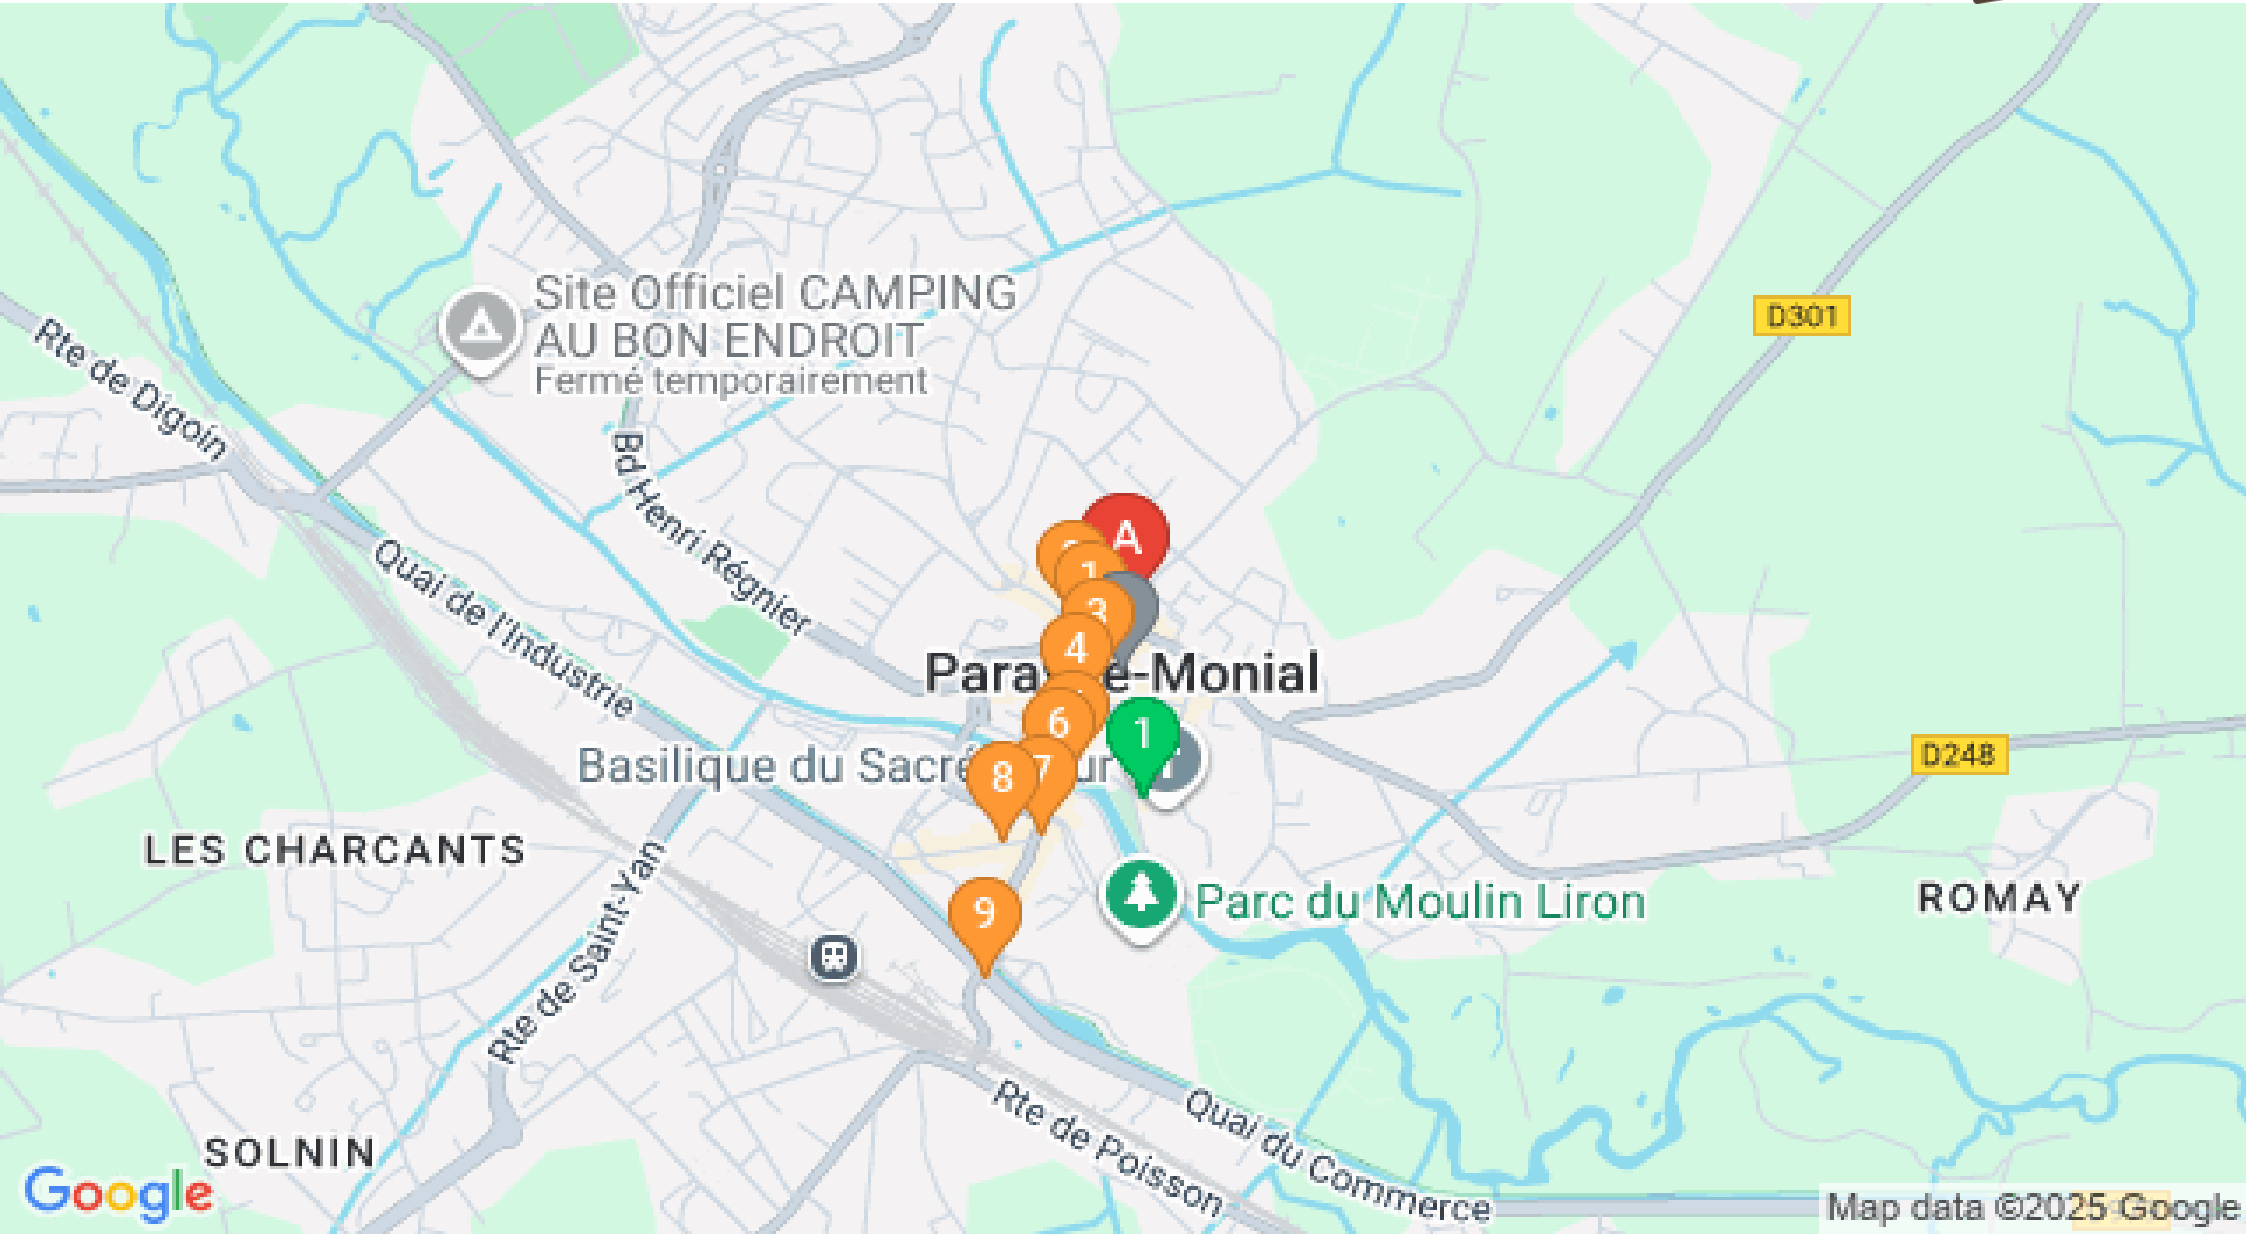 Site Officiel CAMPING
AU BON ENDROIT
Fermé temporairement
D301
Rte de Digoin
Bd Henri Régnier
A
1
3
4
Quai de l'Industrie
6
1
7
8
Basilique du
D248
LES CHARCANTS
Rte de Saint-Yan
9
Parc du Moulin Liron
ROMAY
Rte de Poisson
Quai du Commerce
SOLNIN
Google
Map data ©2025 Google